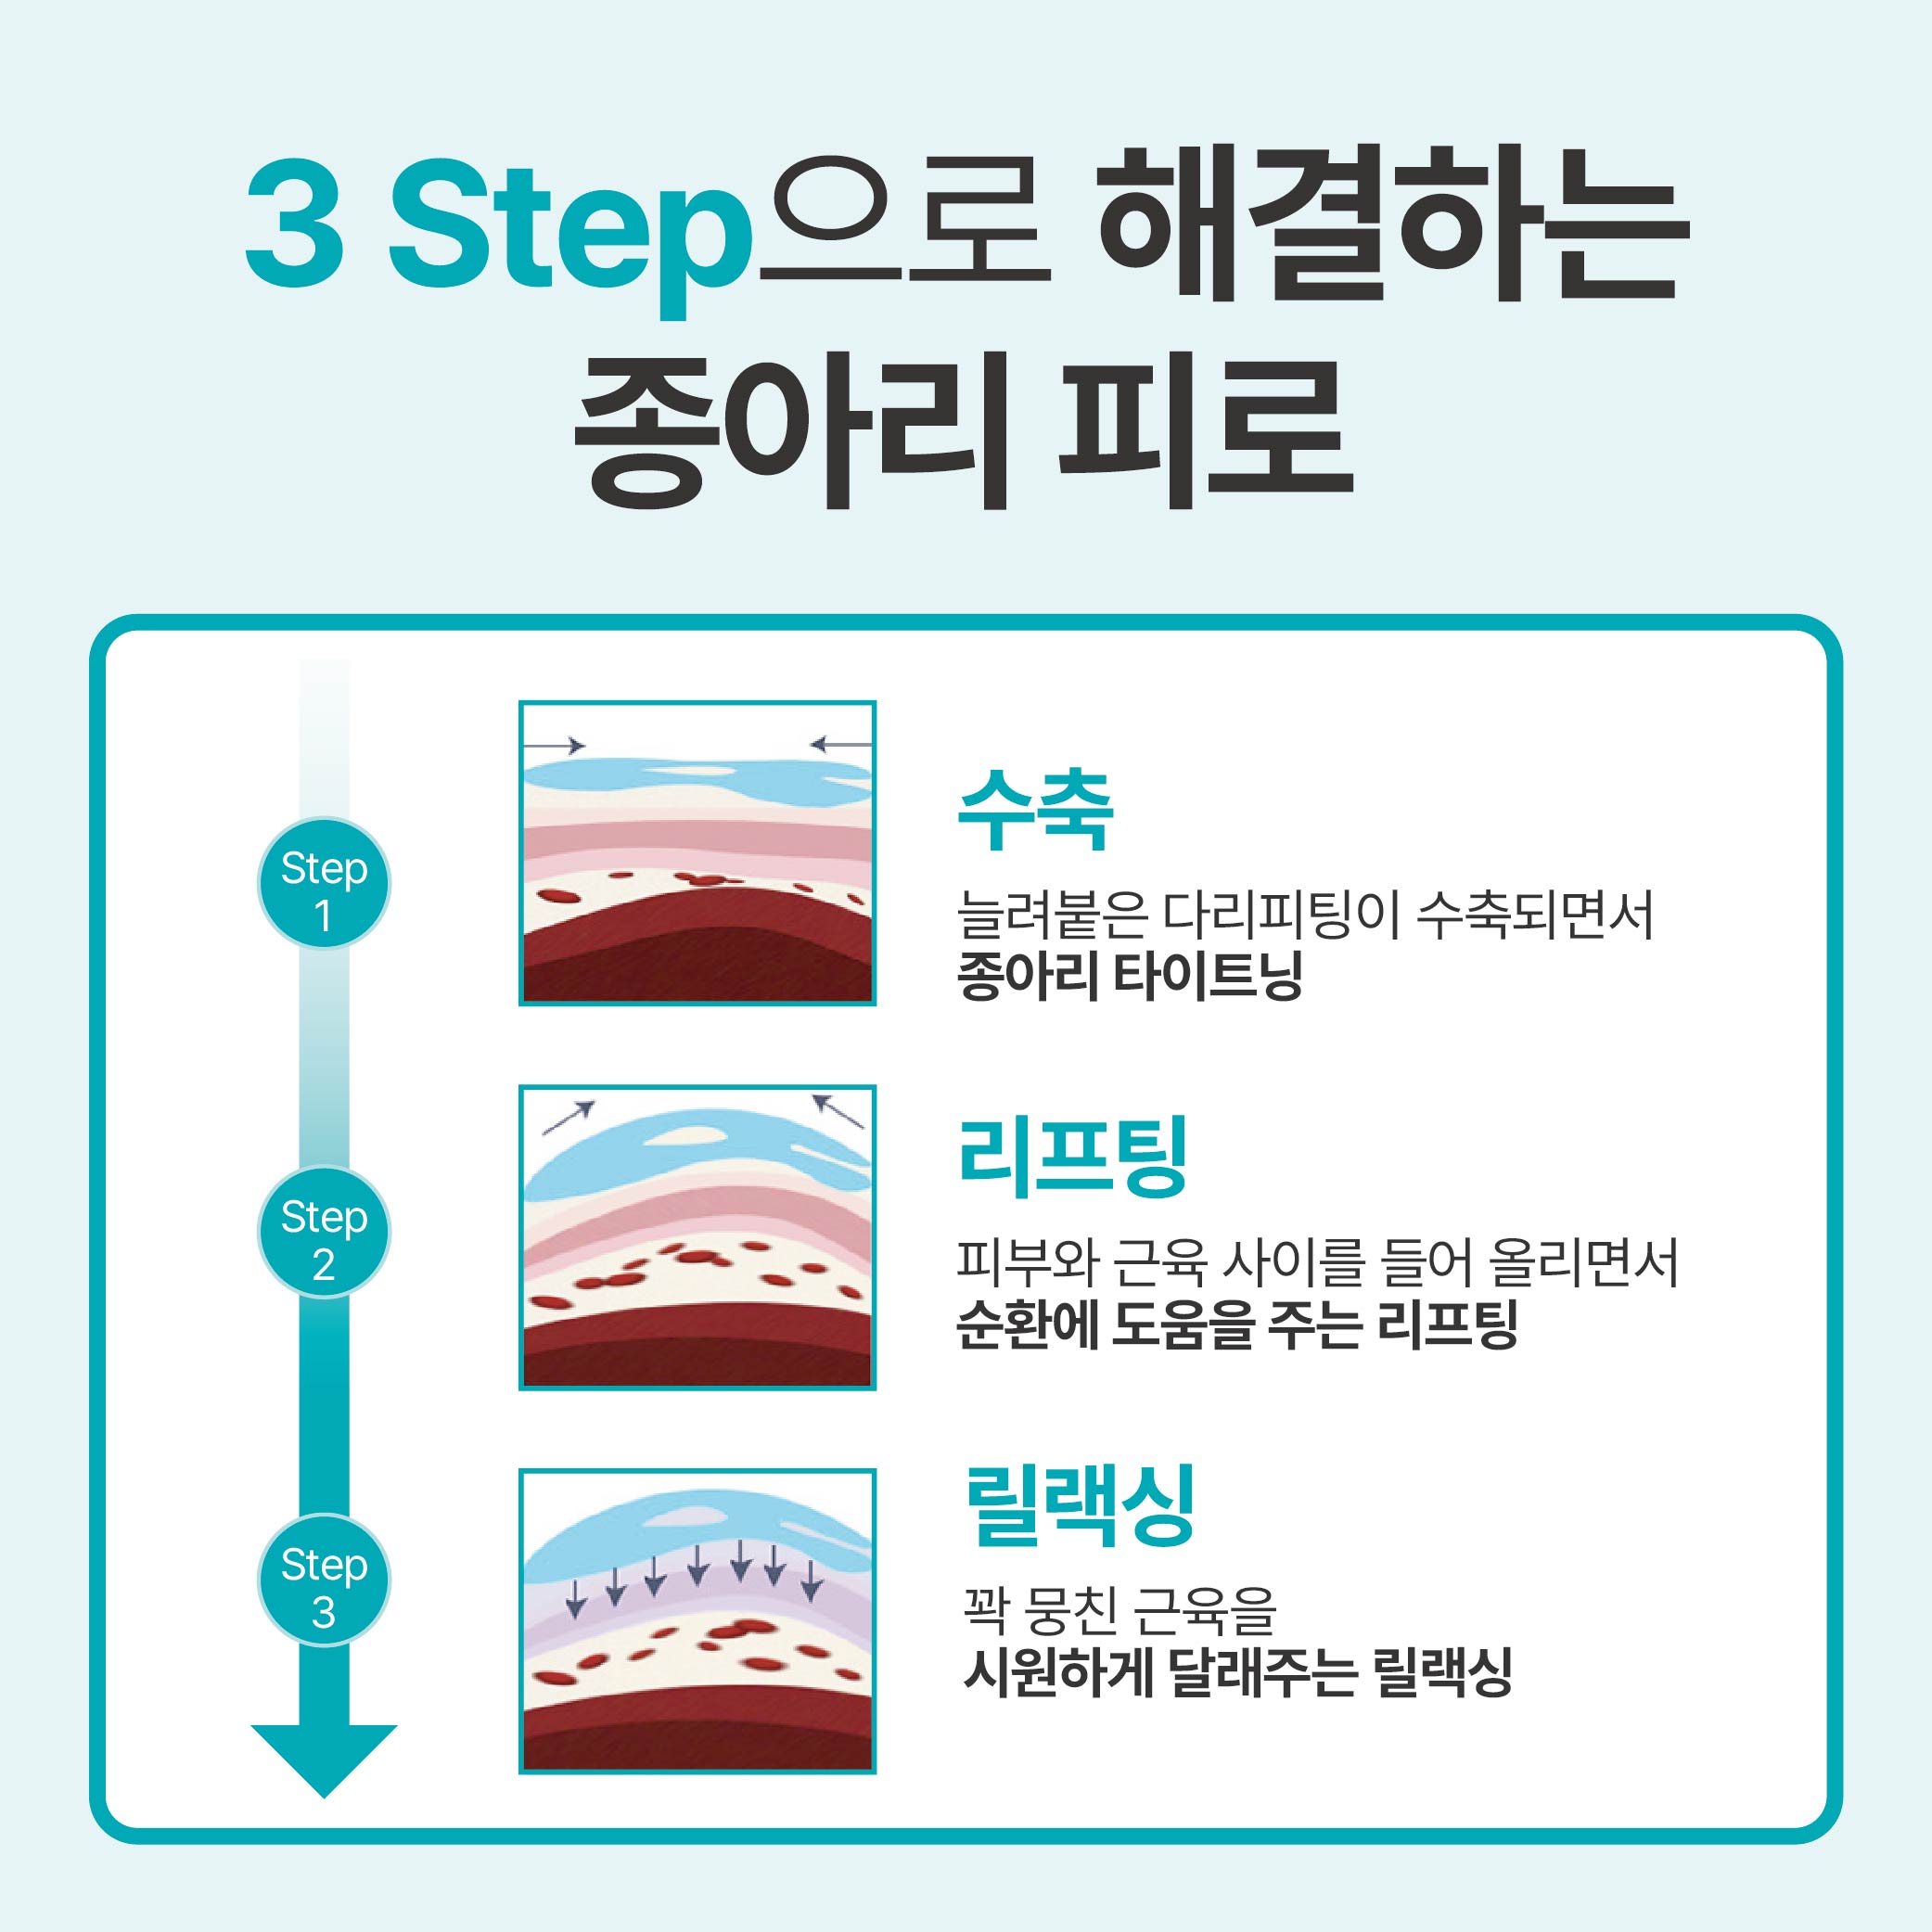 3 Step으로 해결하는
종아리 피로
Step
1
수축
늘려붙은 다리피팅이 수축되면서
종아리 타이트닝
Step
2
리프팅
피부와 근육 사이를 들어 올리면서
순환에 도움을 주는 리프팅
Step
3
릴랙싱
꽉 뭉친 근육을
시원하게 달래주는 릴랙싱